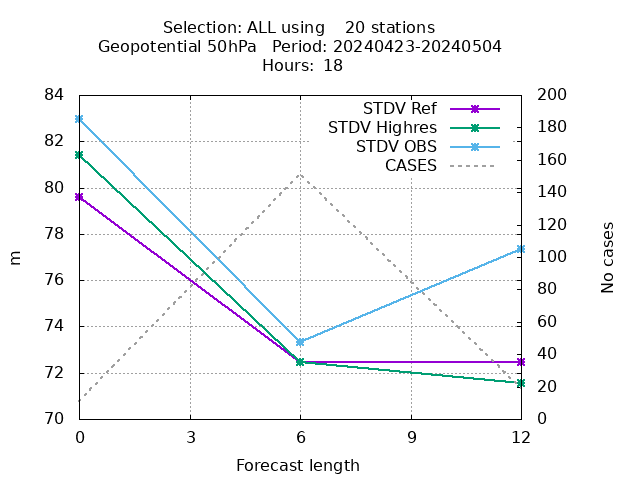 Selection: ALL using    20 stations
Geopotential 50hPa   Period: 20240423-20240504
Hours: 18
84
82
80
78
76
74
72
70
m
STDV Ref
STDV Highres
STDV OBS
CASES
200
180
160
140
120
100
80
60
40
20
0
No cases
0 3 6 9 12
Forecast length